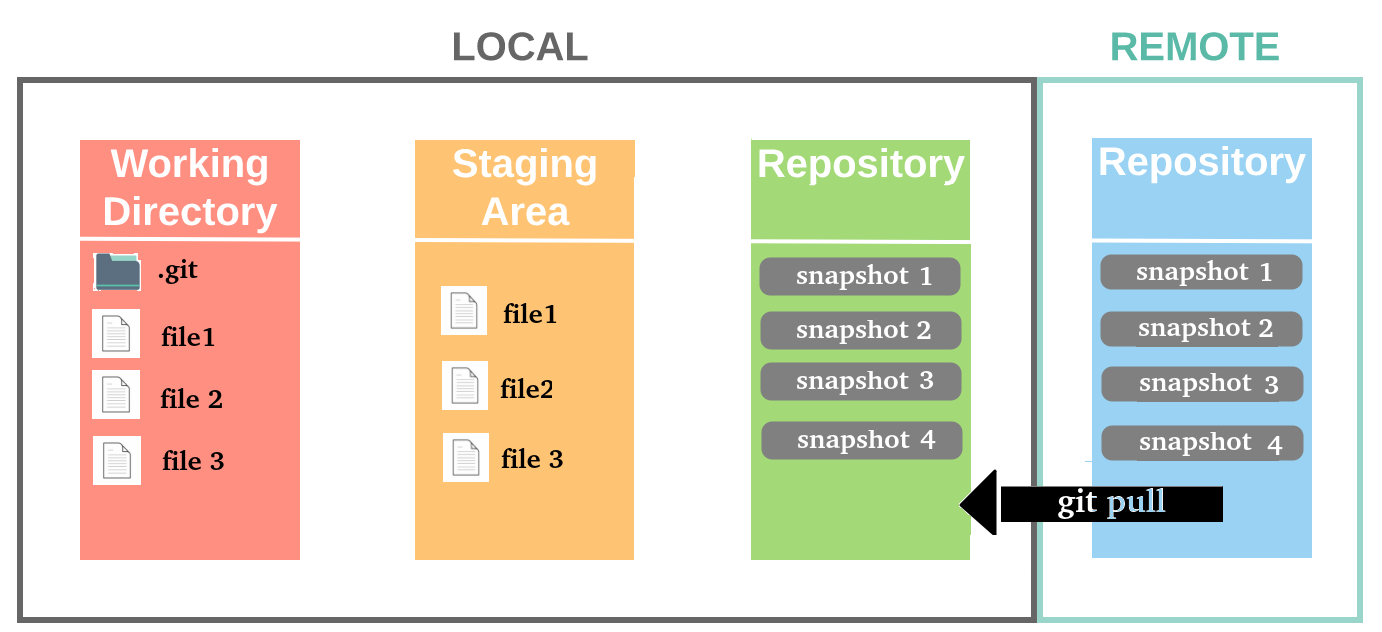 LOCAL
REMOTE
Working
Directory
.git
file1
file 2
file 3
Staging
Area
file1
file2
file 3
Repository
snapshot 1
snapshot 2
snapshot 3
snapshot 4
Repository
snapshot 1
snapshot 2
snapshot 3
snapshot 4
git pull